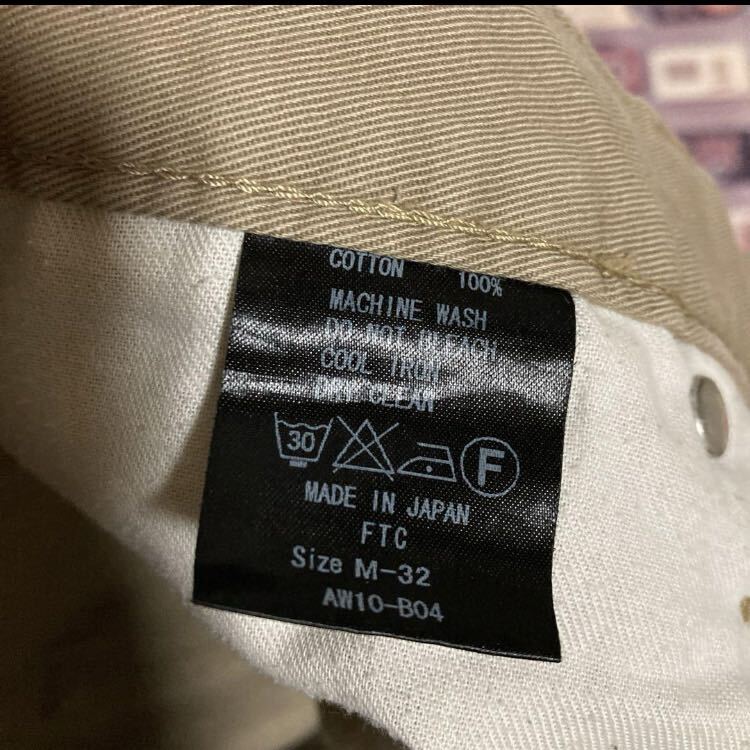 COTTON 100%
MACHINE WASH
DO NOT BLEACH
COOL IRON
DRY CLEAN
30 F
MADE IN JAPAN
FTC
Size M-32
AW10-B04